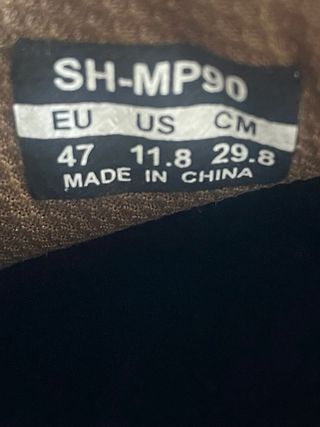 SH-MP90
EU US CM
47 11.8 29.8
MADE IN CHINA